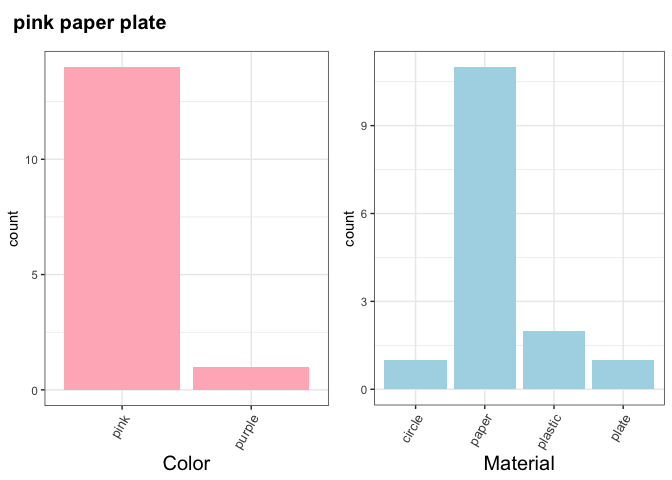 pink paper plate
count
10
5
0
pink
purple
Color
count
9
6
3
0
circle
paper
plastic
plate
Material